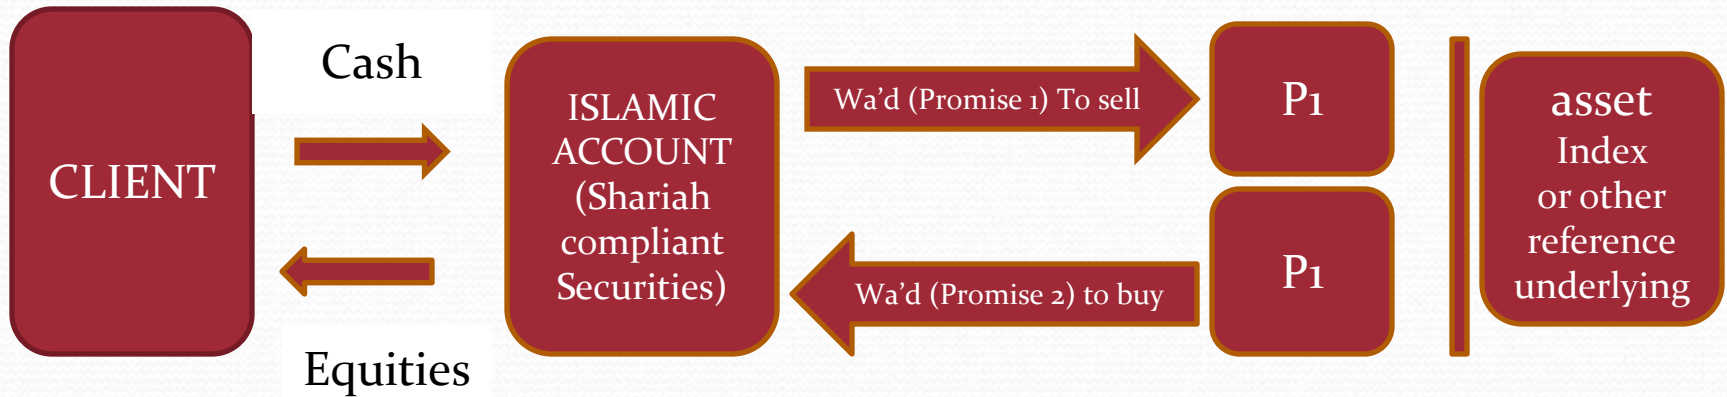 CLIENT
Cash
Equities
ISLAMIC
ACCOUNT
(Shariah
compliant
Securities)
Wa’d (Promise 1) To sell
Wa’d (Promise 2) to buy
P1
P1
asset
Index
or other
reference
underlying